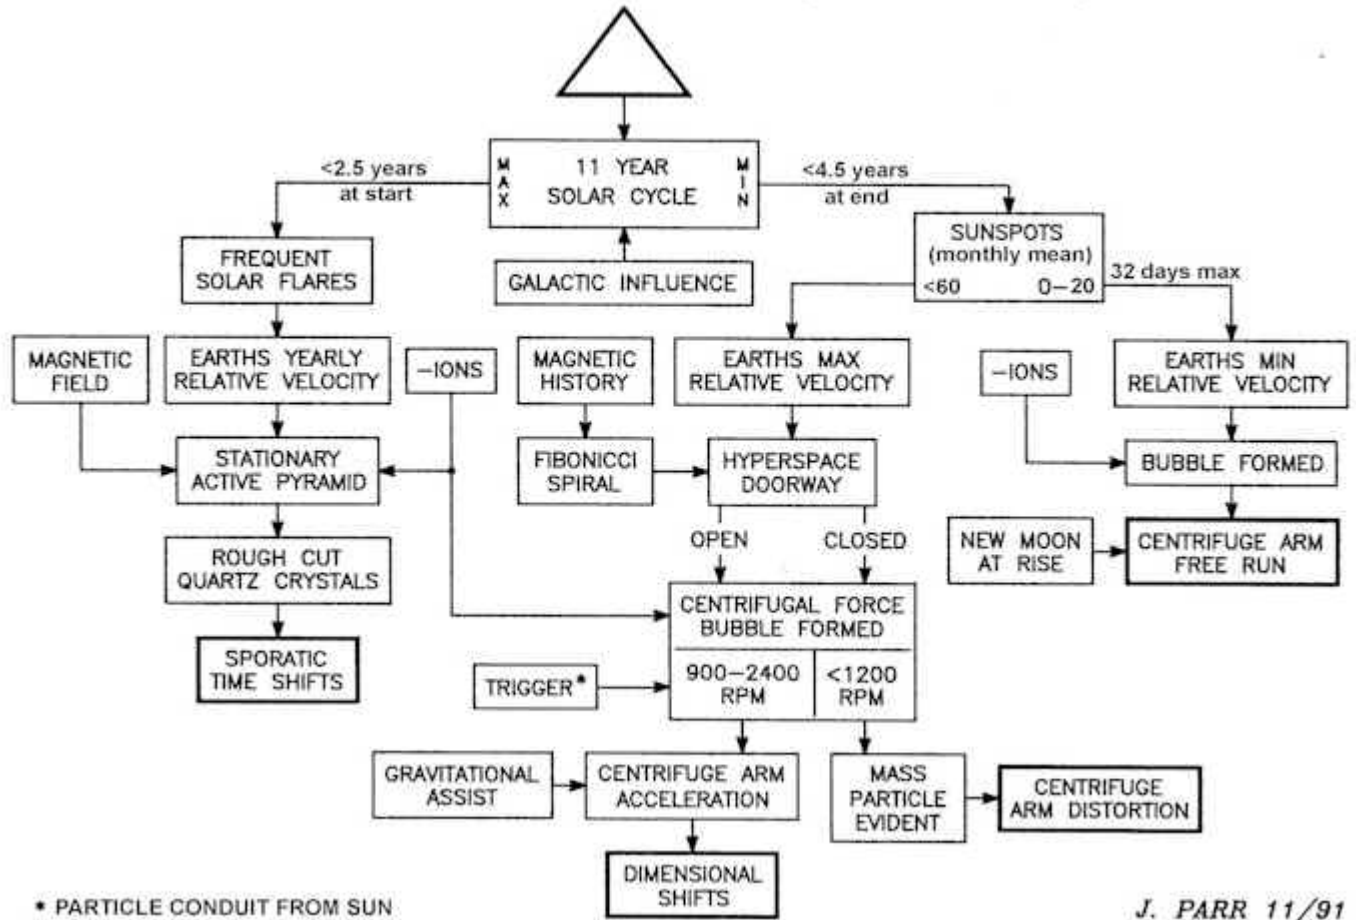 <2.5 years
at start
MAX
11 YEAR
SOLAR CYCLE
MIN
<4.5 years
at end
FREQUENT
SOLAR FLARES
GALACTIC INFLUENCE
SUNSPOTS
(monthly mean)
<60 0-20
32 days max
MAGNETIC
FIELD
EARTHS YEARLY
RELATIVE VELOCITY
-IONS
MAGNETIC
HISTORY
EARTHS MAX
RELATIVE VELOCITY
-IONS
EARTHS MIN
RELATIVE VELOCITY
STATIONARY
ACTIVE PYRAMID
FIBONICCI
SPIRAL
HYPERSPACE
DOORWAY
BUBBLE FORMED
OPEN
CLOSED
ROUGH CUT
QUARTZ CRYSTALS
NEW MOON
AT RISE
CENTRIFUGE ARM
FREE RUN
CENTRIFUGAL FORCE
BUBBLE FORMED
SPORATIC
TIME SHIFTS
TRIGGER*
900-2400
RPM
<1200
RPM
GRAVITATIONAL
ASSIST
CENTRIFUGE ARM
ACCELERATION
MASS
PARTICLE
EVIDENT
CENTRIFUGE
ARM DISTORTION
DIMENSIONAL
SHIFTS
* PARTICLE CONDUIT FROM SUN
J. PARR 11/91